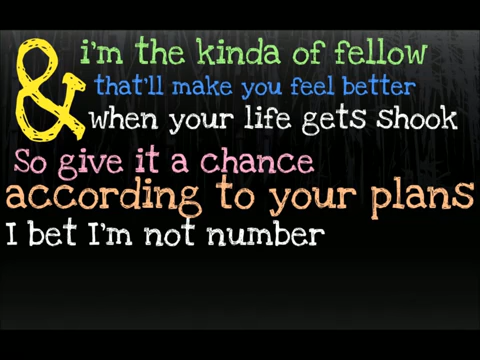 & i'm the kinda of fellow
that'll make you feel better
when your life gets shook
So give it a chance
according to your plans
I bet I'm not number